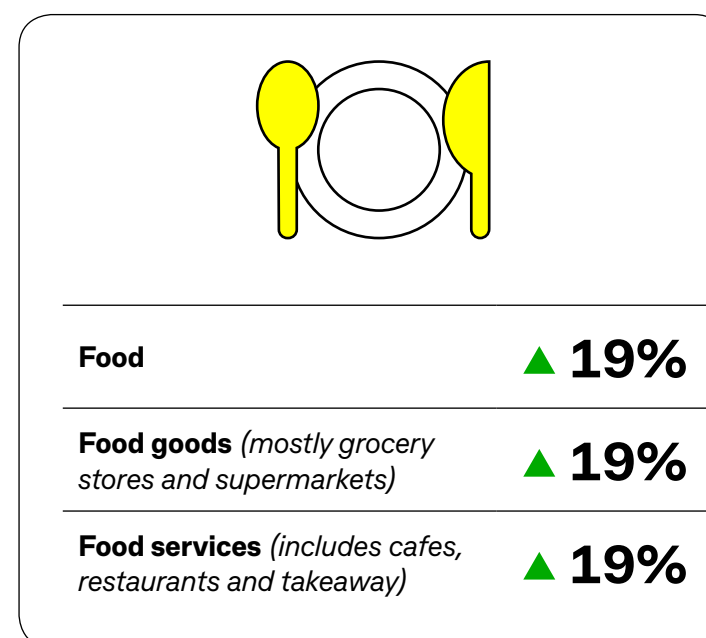 Food
▲ 19%
Food goods (mostly grocery
stores and supermarkets)
▲ 19%
Food services (includes cafes,
restaurants and takeaway)
▲ 19%